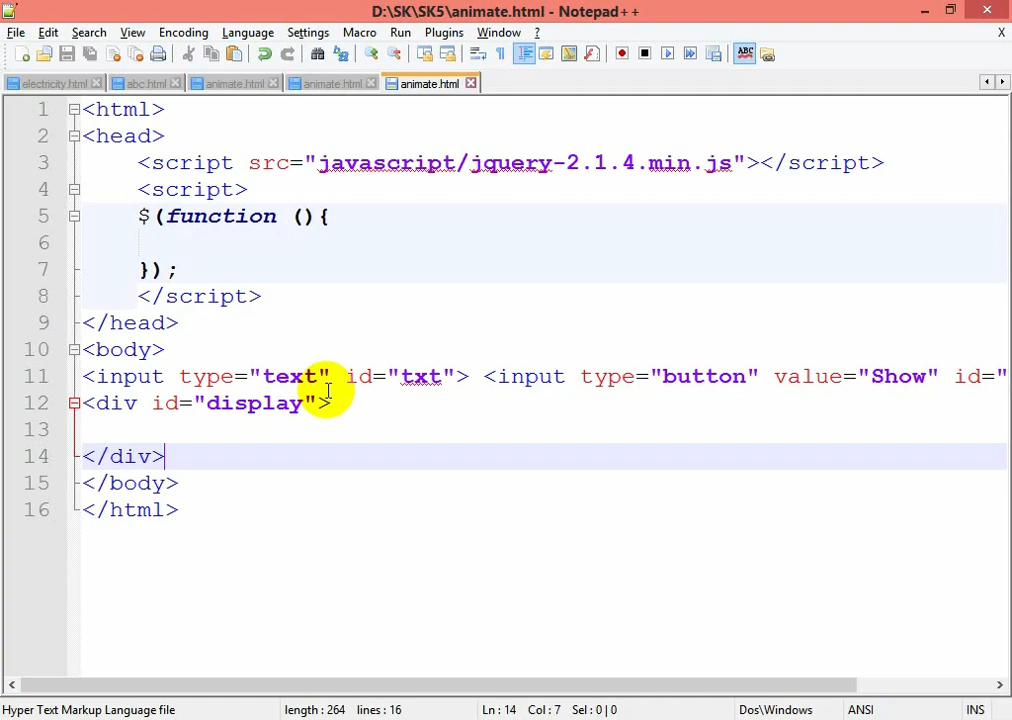 D:\SK\SK5\animate.html - Notepad++
File Edit Search View Encoding Language Settings Macro Run Plugins Window ? X
electricity.html abc.html animate.html animate.html animate.html
1 <html>
2 <head>
3 <script src="javascript/jquery-2.1.4.min.js"></script>
4 <script>
5 $(function (){
6
7 });
8 </script>
9 </head>
10 <body>
11 <input type="text" id="txt"> <input type="button" value="Show" id="
12 <div id="display">
13
14 </div>
15 </body>
16 </html>
Hyper Text Markup Language file length : 264 lines : 16 Ln : 14 Col : 7 Sel : 0 | 0 Dos\Windows ANSI INS